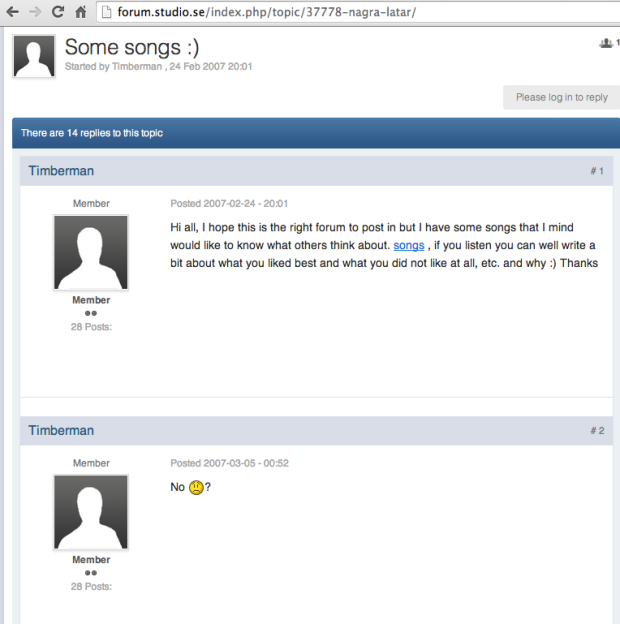 forum.studio.se/index.php/topic/37778-nagra-latar/
Some songs :)
Started by Timberman , 24 Feb 2007 20:01
1
Please log in to reply
There are 14 replies to this topic
Timberman
# 1
Member
Posted 2007-02-24 - 20:01
Hi all, I hope this is the right forum to post in but I have some songs that I mind
would like to know what others think about. songs , if you listen you can well write a
bit about what you liked best and what you did not like at all, etc. and why :) Thanks
Member
28 Posts:
Timberman
# 2
Member
Posted 2007-03-05 - 00:52
No ?
Member
28 Posts: